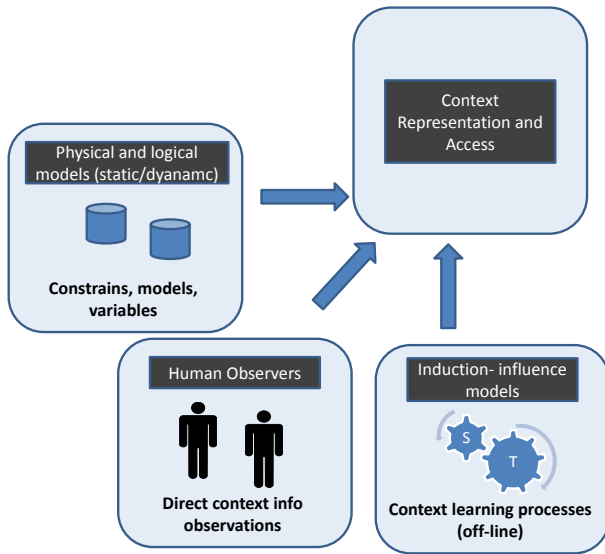 Context
Representation and
Access
Physical and logical
models (static/dyanamc)
Constrains, models,
variables
Human Observers
Direct context info
observations
Induction- influence
models
S
T
Context learning processes
(off-line)